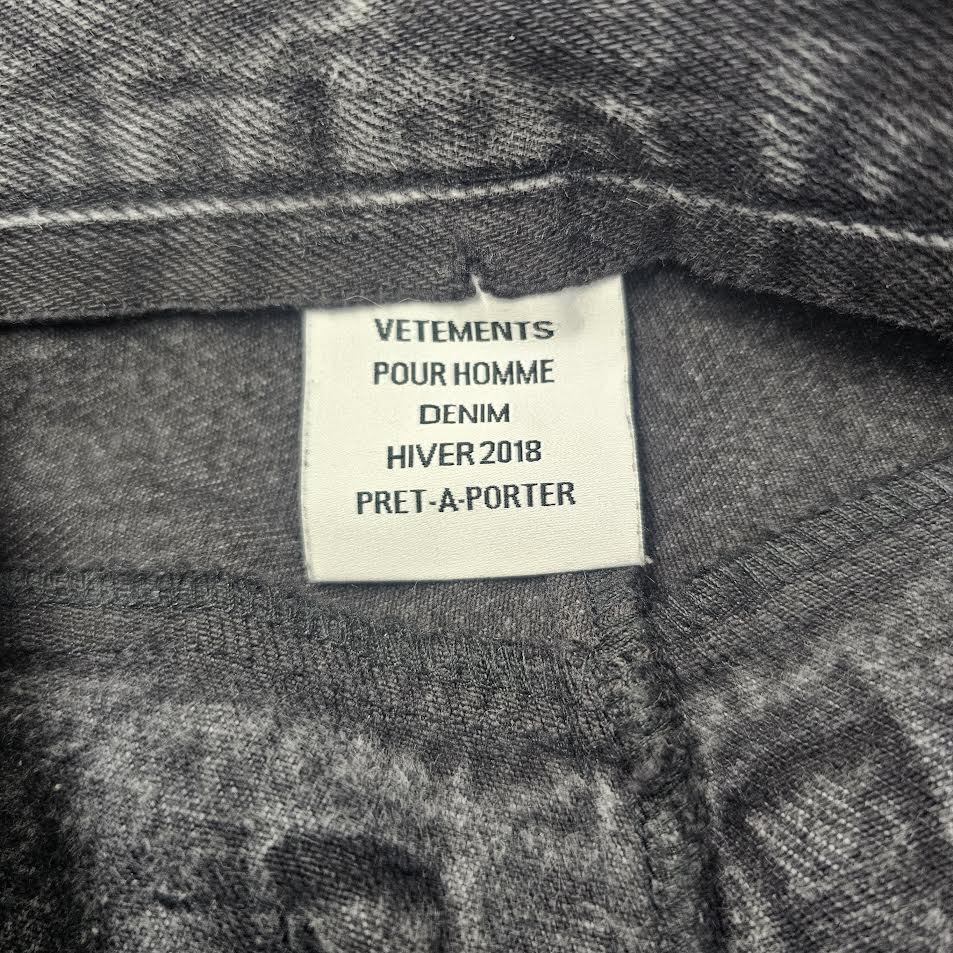 VETEMENTS
POUR HOMME
DENIM
HIVER 2018
PRET-A-PORTER